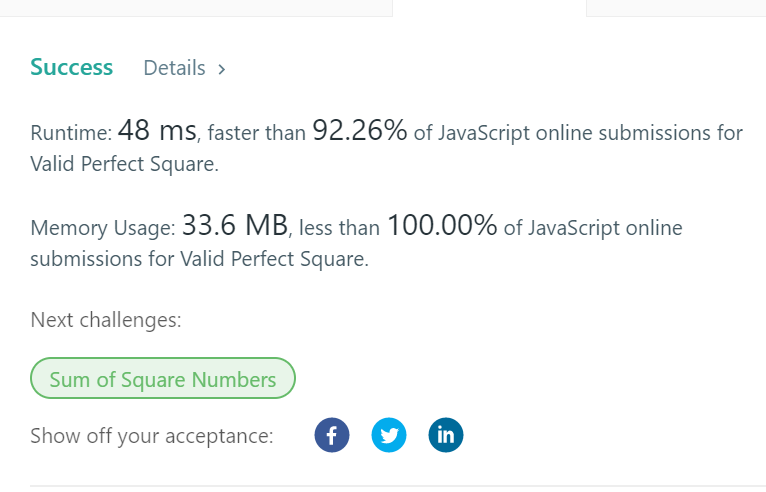 Success Details >
Runtime: 48 ms, faster than 92.26% of JavaScript online submissions for
Valid Perfect Square.
Memory Usage: 33.6 MB, less than 100.00% of JavaScript online
submissions for Valid Perfect Square.
Next challenges:
Sum of Square Numbers
Show off your acceptance: f in